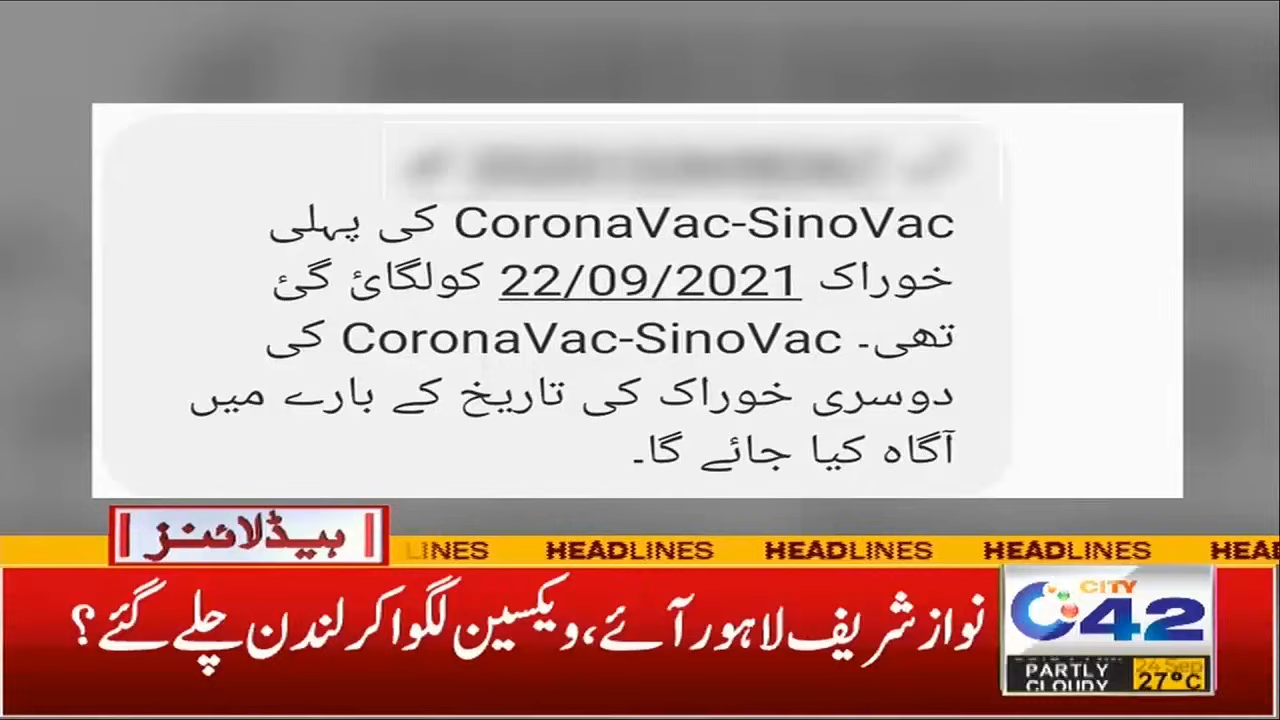 CoronaVac-SinoVac کی پہلی
خوراک 22/09/2021 کولگائ گئ
تھی۔ CoronaVac-SinoVac کی
دوسری خوراک کی تاریخ کے بارے میں
آگاہ کیا جائے گا۔
ہیڈلائنز
LINES HEADLINES HEADLINES HEADLINES HEAD
نواز شریف لاہور آئے، ویکسین لگوا کر لندن چلے گئے؟
CITY
42
24 Sep
PARTLY
CLOUDY
27°C